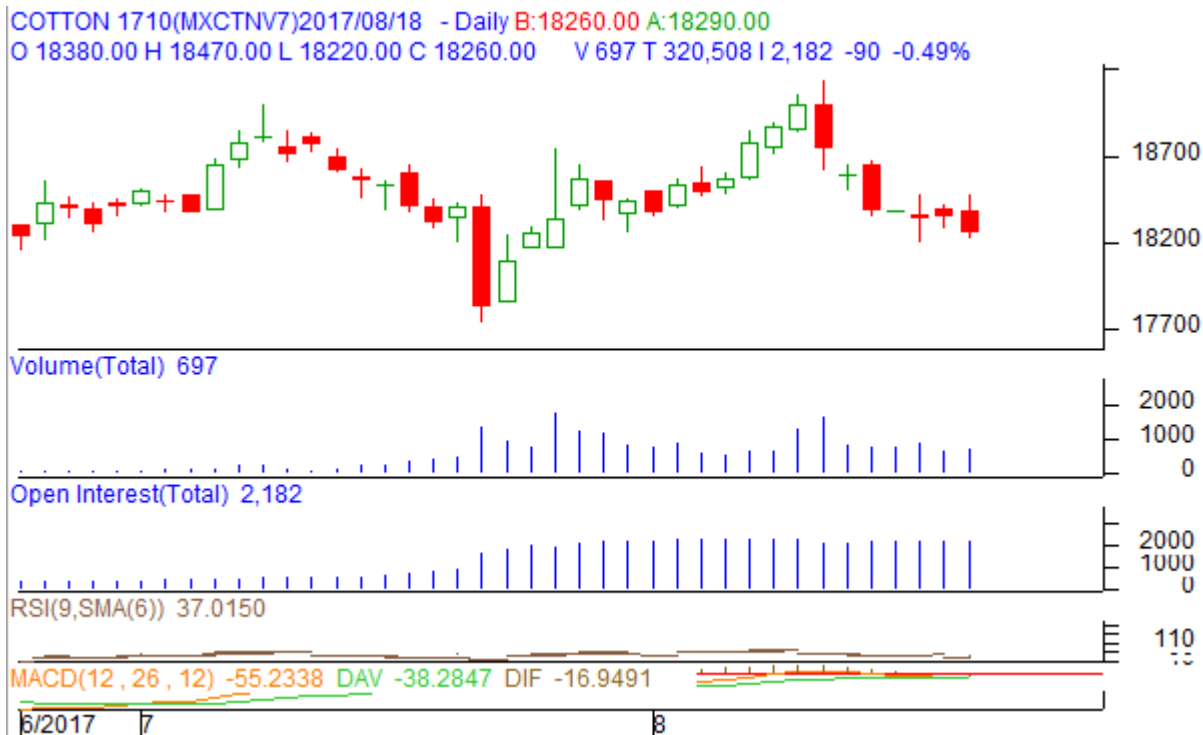 COTTON 1710(MXCTNV7)2017/08/18 - Daily B:18260.00 A:18290.00
O 18380.00 H 18470.00 L 18220.00 C 18260.00 V 697 T 320,508 I 2,182 -90 -0.49%
18700
18200
17700
Volume(Total) 697
2000
1000
0
Open Interest(Total) 2,182
2000
1000
0
RSI(9,SMA(6)) 37.0150
110
MACD(12 , 26 , 12) -55.2338 DAV -38.2847 DIF -16.9491
6/2017 7 8